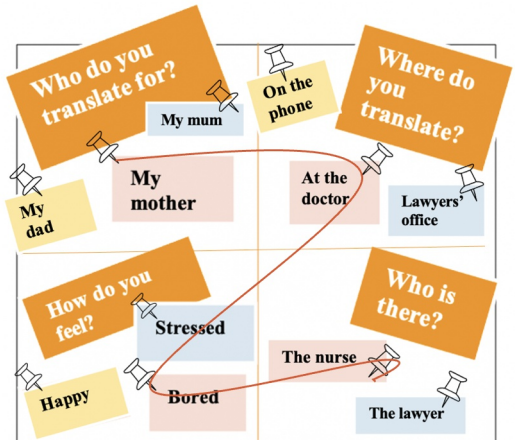 Who do you
translate for?
My mum
My
mother
My
dad
On the
phone
Where do
you
translate?
At the
doctor
Lawyers'
office
How do you
feel?
Stressed
Happy
Bored
Who is
there?
The nurse
The lawyer